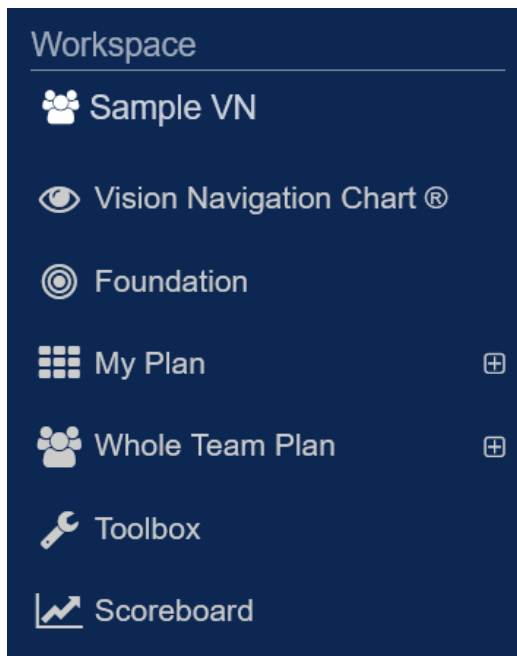 Workspace
Sample VN
Vision Navigation Chart ®
Foundation
My Plan
Whole Team Plan
Toolbox
Scoreboard